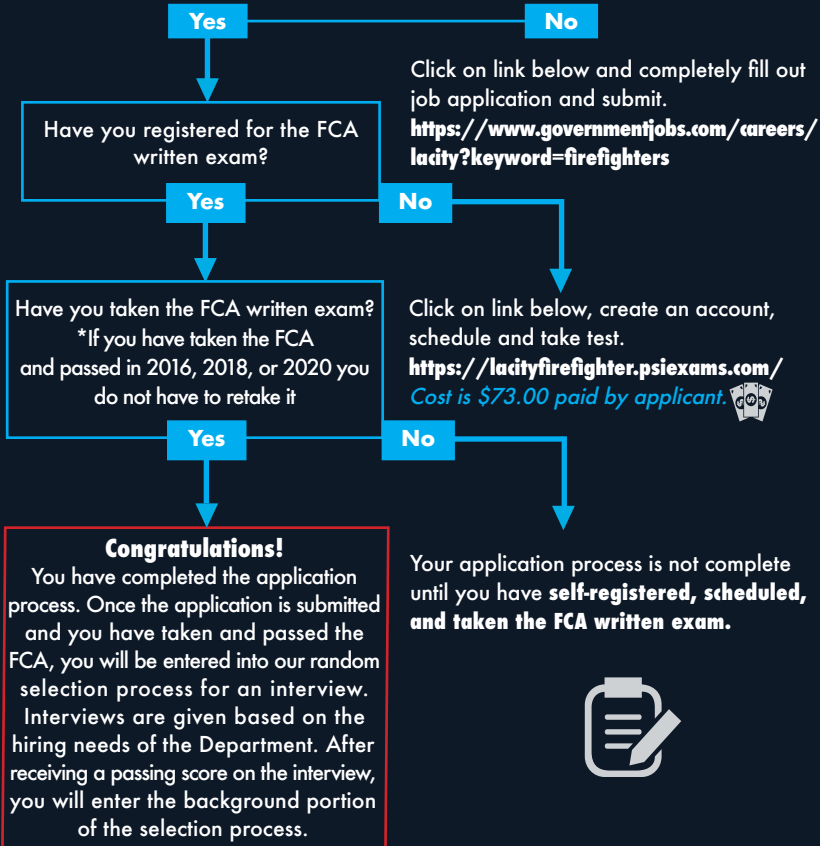 Yes
No
Click on link below and completely fill out
job application and submit.
https://www.governmentjobs.com/careers/
lacity?keyword=firefighters
Have you registered for the FCA
written exam?
Yes
No
Have you taken the FCA written exam?
*If you have taken the FCA
and passed in 2016, 2018, or 2020 you
do not have to retake it
Click on link below, create an account,
schedule and take test.
https://lacityfirefighter.psiexams.com/
Cost is $73.00 paid by applicant.
Yes
No
Congratulations!
You have completed the application
process. Once the application is submitted
and you have taken and passed the
FCA, you will be entered into our random
selection process for an interview.
Interviews are given based on the
hiring needs of the Department. After
receiving a passing score on the interview,
you will enter the background portion
of the selection process.
Your application process is not complete
until you have self-registered, scheduled,
and taken the FCA written exam.